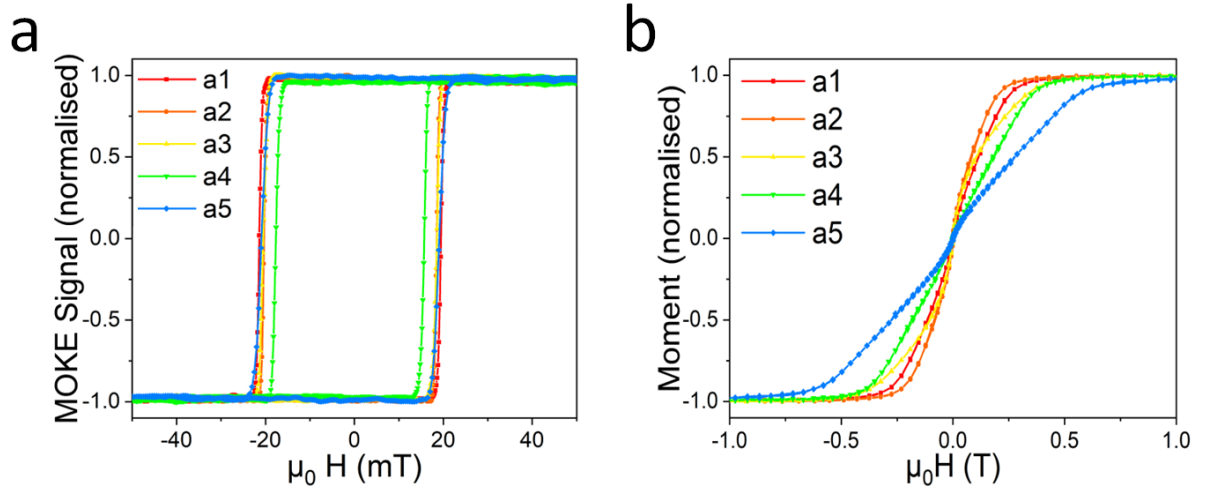 a
b
MOKE Signal (normalised)
1.0
0.5
0.0
-0.5
-1.0
a1
a2
a3
a4
a5
-40
-20
0
20
40
μ₀ H (mT)
Moment (normalised)
1.0
0.5
0.0
-0.5
-1.0
a1
a2
a3
a4
a5
-1.0
-0.5
0.0
0.5
1.0
μ₀H (T)